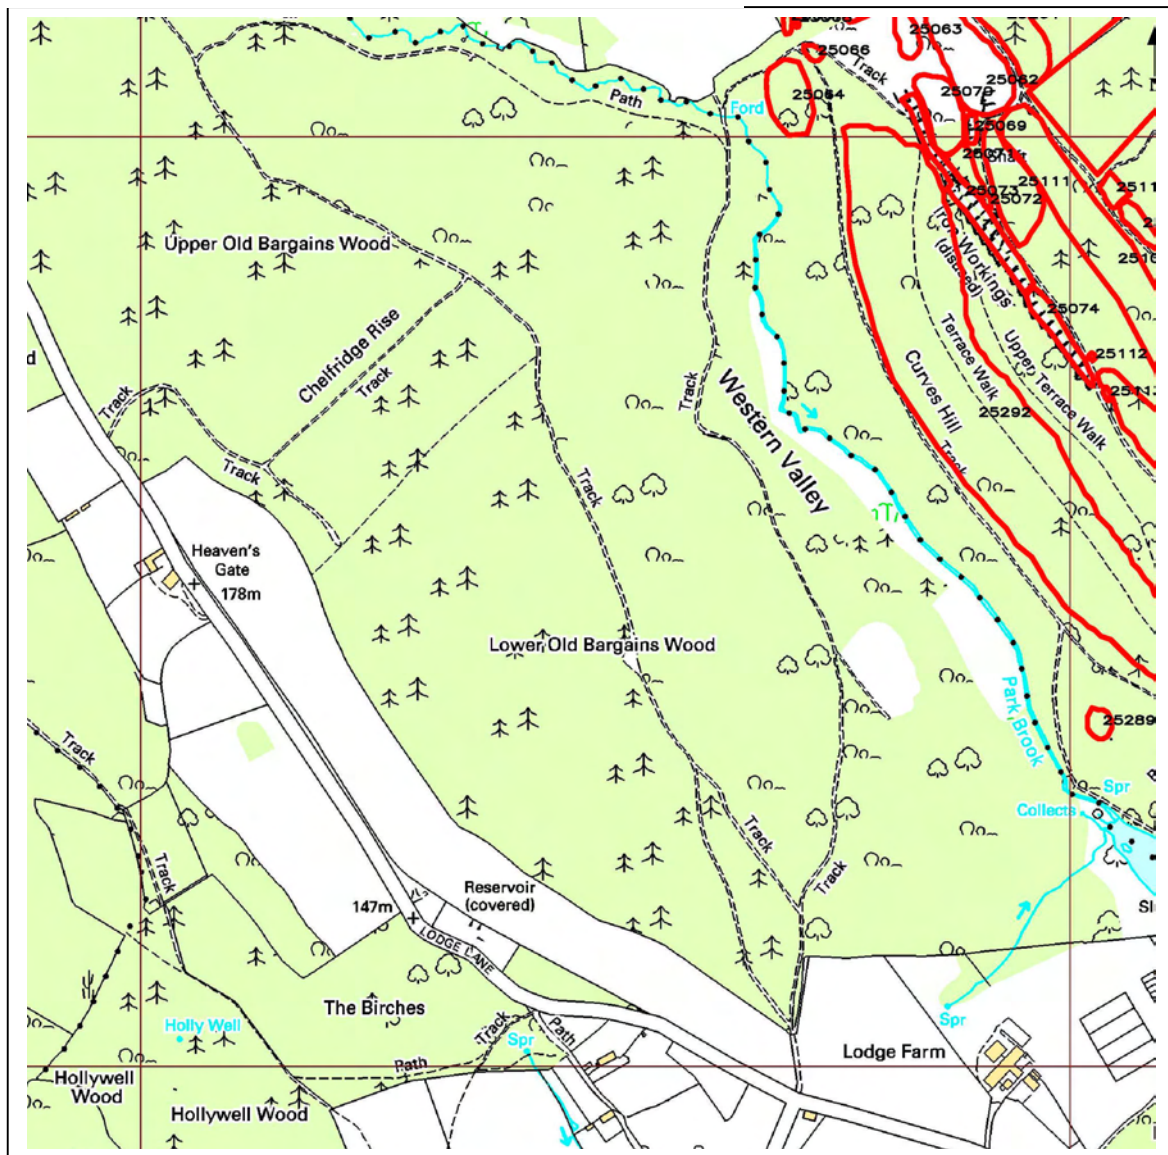 25063
25066
Track
25062
25064
25070
Path
Ford
25069
25071
Shaft
25111
25073
25072
Upper Old Bargains Wood
Workings
(disused)
25074
Chelfridge Rise
Track
Terrace Walk
Upper Terrace Walk
25112
Curves Hill
25292
Track
Track
Western Valley
Track
Track
Track
Heaven's
Gate
178m
Lower Old Bargains Wood
Park Brook
25289
Track
Spr
Collects
Track
Track
Track
Reservoir
(covered)
147m
LODGE LANE
The Birches
Holly Well
Track
Path
Spr
Path
Spr
Lodge Farm
Hollywell
Wood
Hollywell Wood